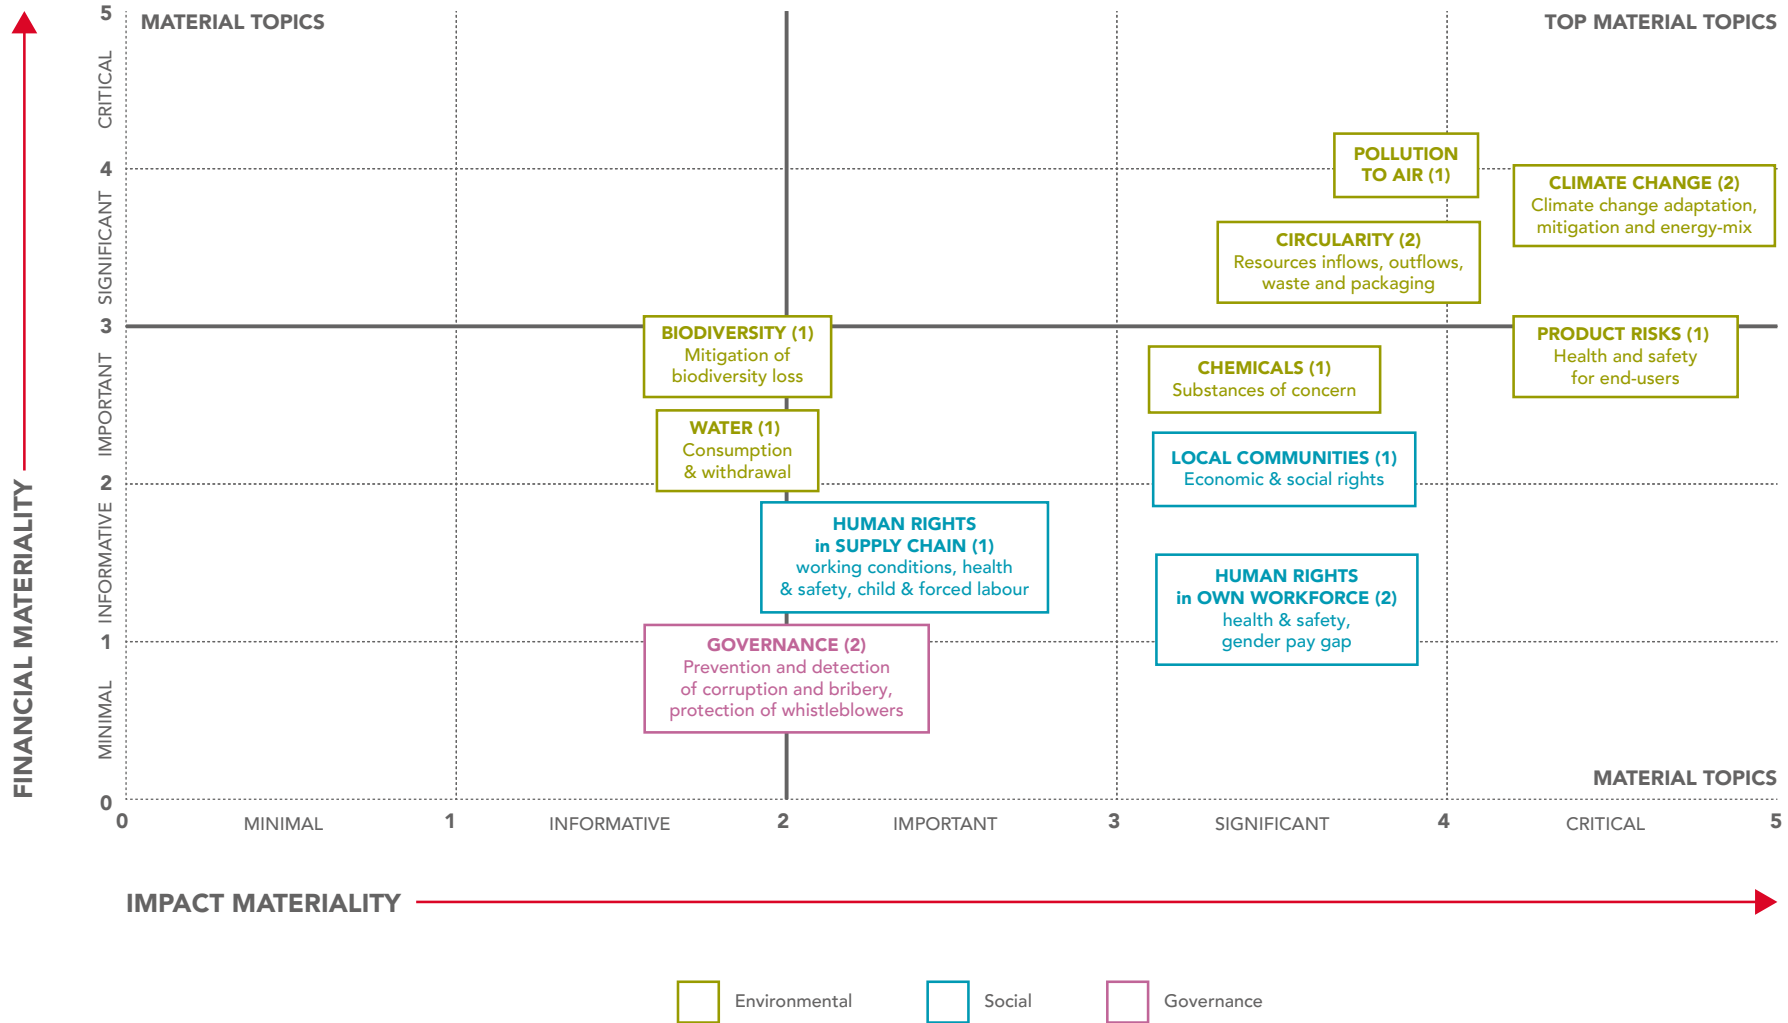 MATERIAL TOPICS
TOP MATERIAL TOPICS
FINANCIAL MATERIALITY
5
CRITICAL
4
SIGNIFICANT
3
IMPORTANT
2
INFORMATIVE
1
MINIMAL
0
POLLUTION
TO AIR (1)
CLIMATE CHANGE (2)
Climate change adaptation,
mitigation and energy-mix
CIRCULARITY (2)
Resources inflows, outflows,
waste and packaging
BIODIVERSITY (1)
Mitigation of
biodiversity loss
PRODUCT RISKS (1)
Health and safety
for end-users
CHEMICALS (1)
Substances of concern
WATER (1)
Consumption
& withdrawal
LOCAL COMMUNITIES (1)
Economic & social rights
HUMAN RIGHTS
in SUPPLY CHAIN (1)
working conditions, health
& safety, child & forced labour
HUMAN RIGHTS
in OWN WORKFORCE (2)
health & safety,
gender pay gap
GOVERNANCE (2)
Prevention and detection
of corruption and bribery,
protection of whistleblowers
MATERIAL TOPICS
0 MINIMAL 1 INFORMATIVE 2 IMPORTANT 3 SIGNIFICANT 4 CRITICAL 5
IMPACT MATERIALITY
Environmental
Social
Governance